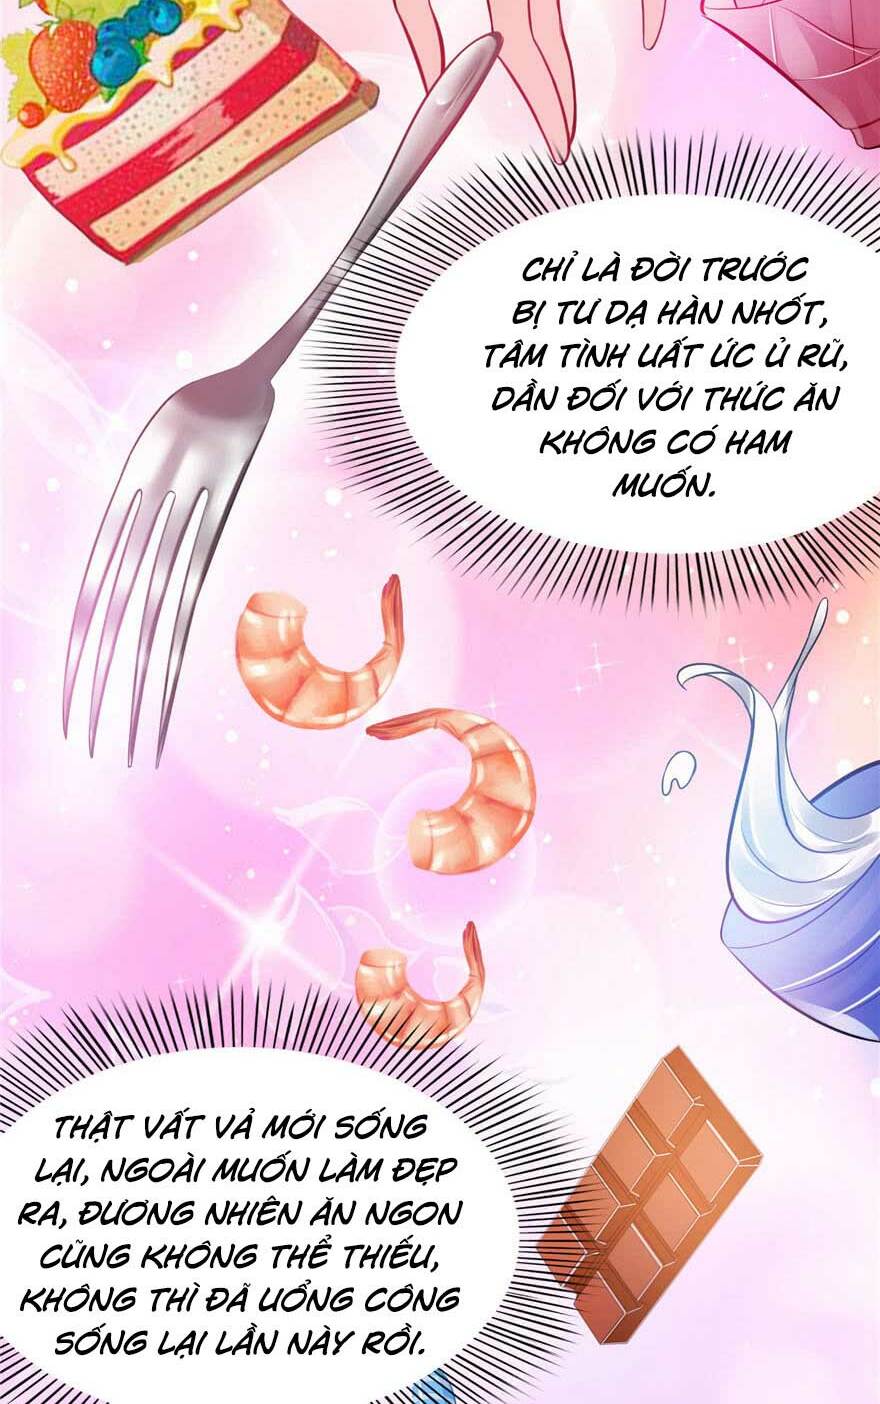 CHỈ LÀ ĐỜI TRƯỚC
BỊ TƯ DẠ HÀN NHỐT,
TÂM TÌNH UẤT ỨC Ủ RŨ,
DẦN ĐỐI VỚI THỨC ĂN
KHÔNG CÓ HAM
MUỐN.
THẬT VẤT VẢ MỚI SỐNG
LẠI, NGOÀI MUỐN LÀM ĐẸP
RA, ĐƯƠNG NHIÊN ĂN NGON
CŨNG KHÔNG THỂ THIẾU,
KHÔNG THÌ ĐÃ UỔNG CÔNG
SỐNG LẠI LẦN NÀY RỒI.